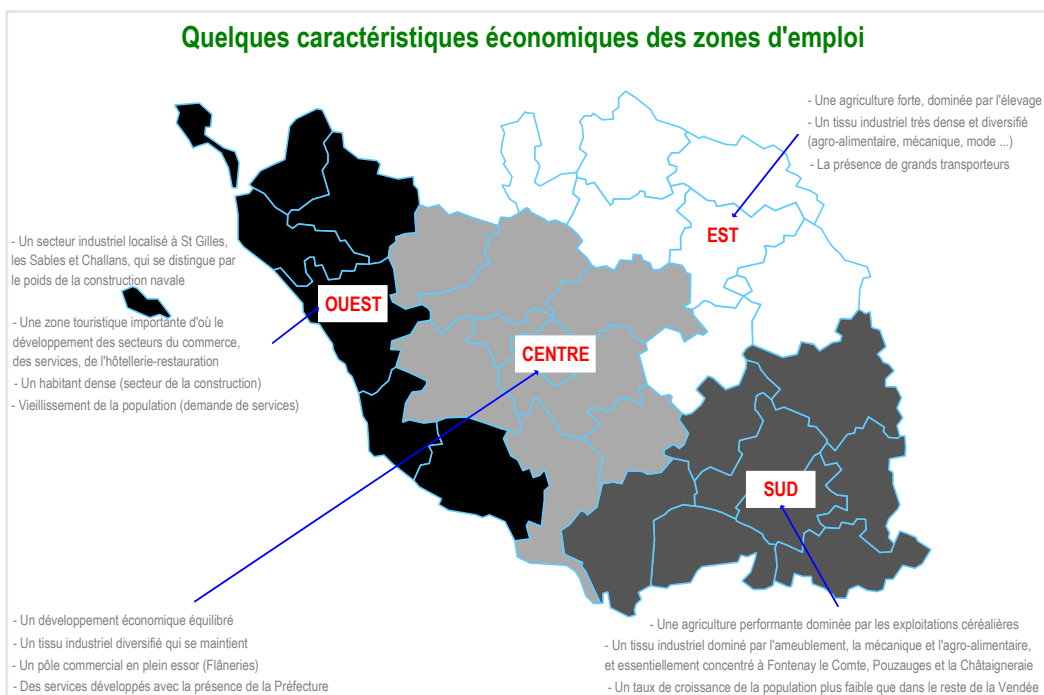 Quelques caractéristiques économiques des zones d'emploi
- Une agriculture forte, dominée par l'élevage
- Un tissu industriel très dense et diversifié
(agro-alimentaire, mécanique, mode ...)
- La présence de grands transporteurs
EST
- Un secteur industriel localisé à St Gilles,
les Sables et Challans, qui se distingue par
le poids de la construction navale
- Une zone touristique importante d'où le
développement des secteurs du commerce,
des services, de l'hôtellerie-restauration
- Un habitant dense (secteur de la construction)
- Vieillissement de la population (demande de services)
OUEST
CENTRE
SUD
- Un développement économique équilibré
- Un tissu industriel diversifié qui se maintient
- Un pôle commercial en plein essor (Flâneries)
- Des services développés avec la présence de la Préfecture
- Une agriculture performante dominée par les exploitations céréalières
- Un tissu industriel dominé par l'ameublement, la mécanique et l'agro-alimentaire,
et essentiellement concentré à Fontenay le Comte, Pouzauges et la Châtaigneraie
- Un taux de croissance de la population plus faible que dans le reste de la Vendée